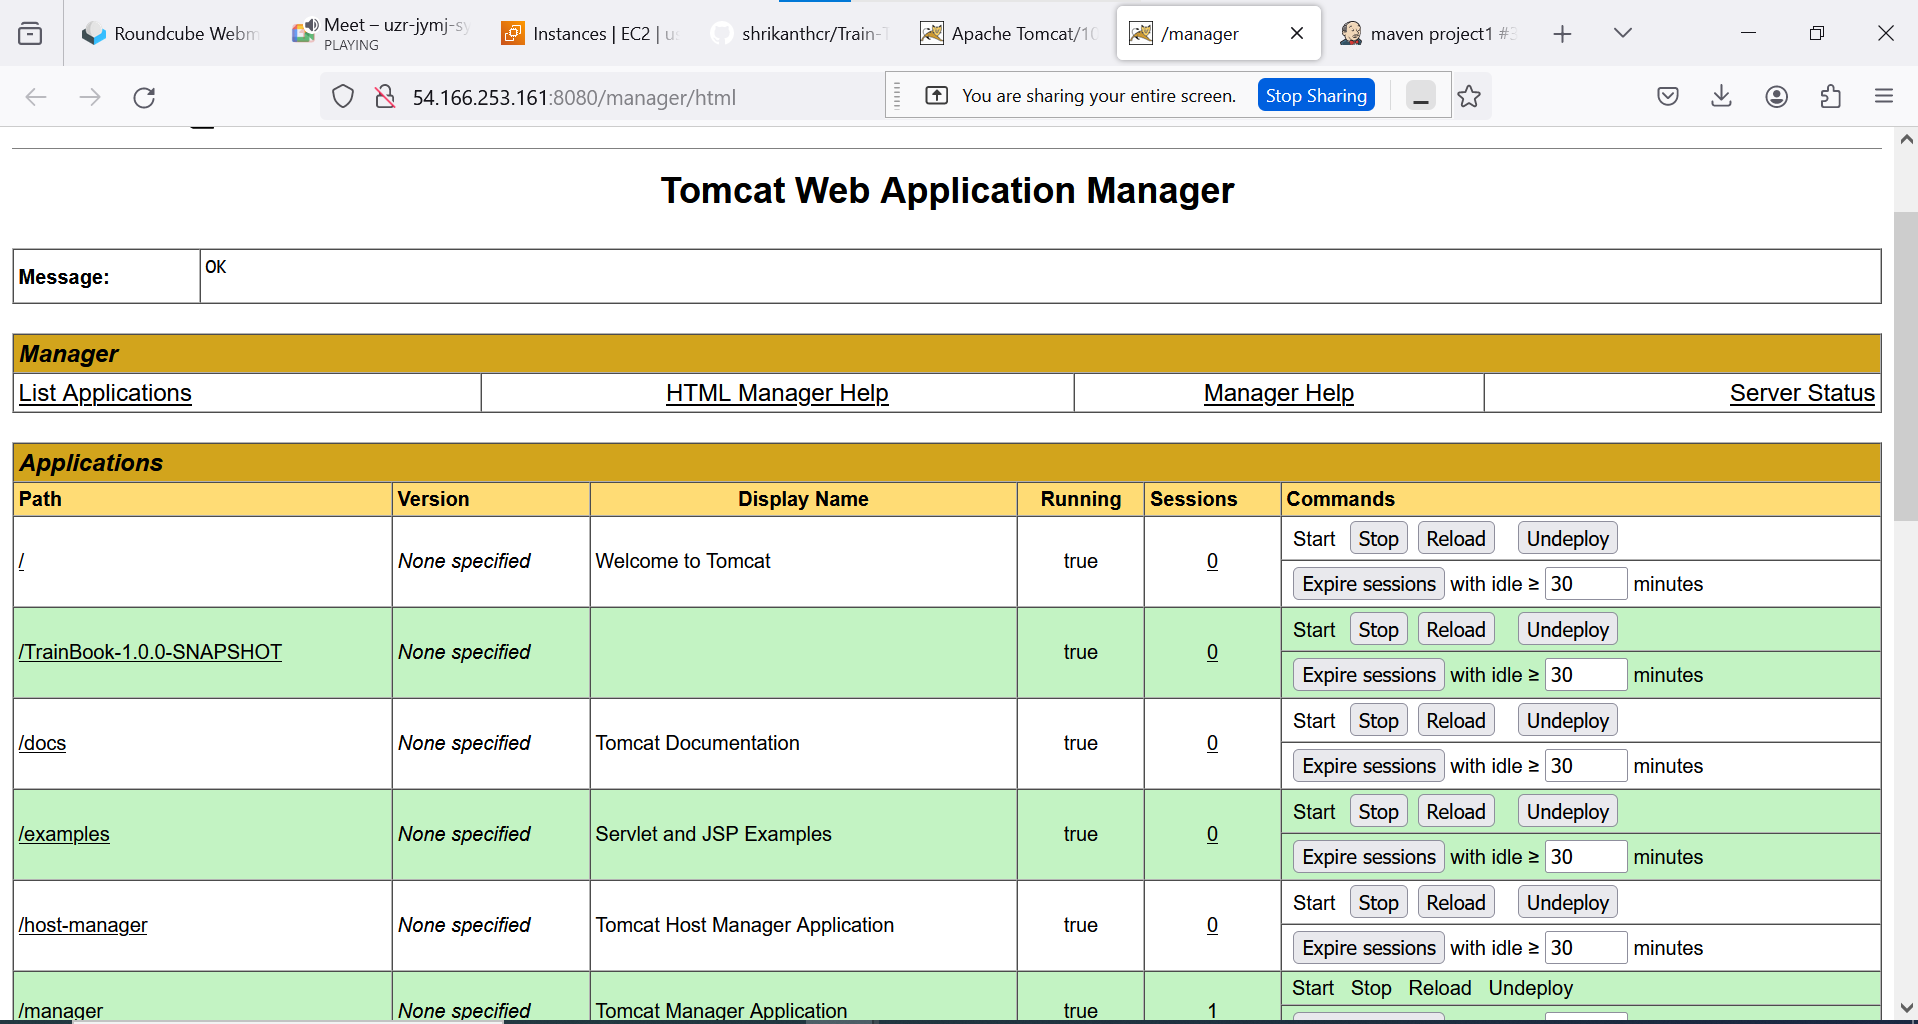 Roundcube Webm
Meet – uzr-jymj-sy
PLAYING
Instances | EC2 | us
shrikanthcr/Train-T
Apache Tomcat/10
/manager
maven project1 #3
54.166.253.161:8080/manager/html
You are sharing your entire screen.
Stop Sharing
Tomcat Web Application Manager
Message:
OK
Manager
List Applications
HTML Manager Help
Manager Help
Server Status
Applications
Path Version Display Name Running Sessions Commands
/ None specified Welcome to Tomcat true 0
Start Stop Reload Undeploy
Expire sessions with idle ≥ 30 minutes
/TrainBook-1.0.0-SNAPSHOT None specified true 0
Start Stop Reload Undeploy
Expire sessions with idle ≥ 30 minutes
/docs None specified Tomcat Documentation true 0
Start Stop Reload Undeploy
Expire sessions with idle ≥ 30 minutes
/examples None specified Servlet and JSP Examples true 0
Start Stop Reload Undeploy
Expire sessions with idle ≥ 30 minutes
/host-manager None specified Tomcat Host Manager Application true 0
Start Stop Reload Undeploy
Expire sessions with idle ≥ 30 minutes
/manager None specified Tomcat Manager Application true 1
Start Stop Reload Undeploy